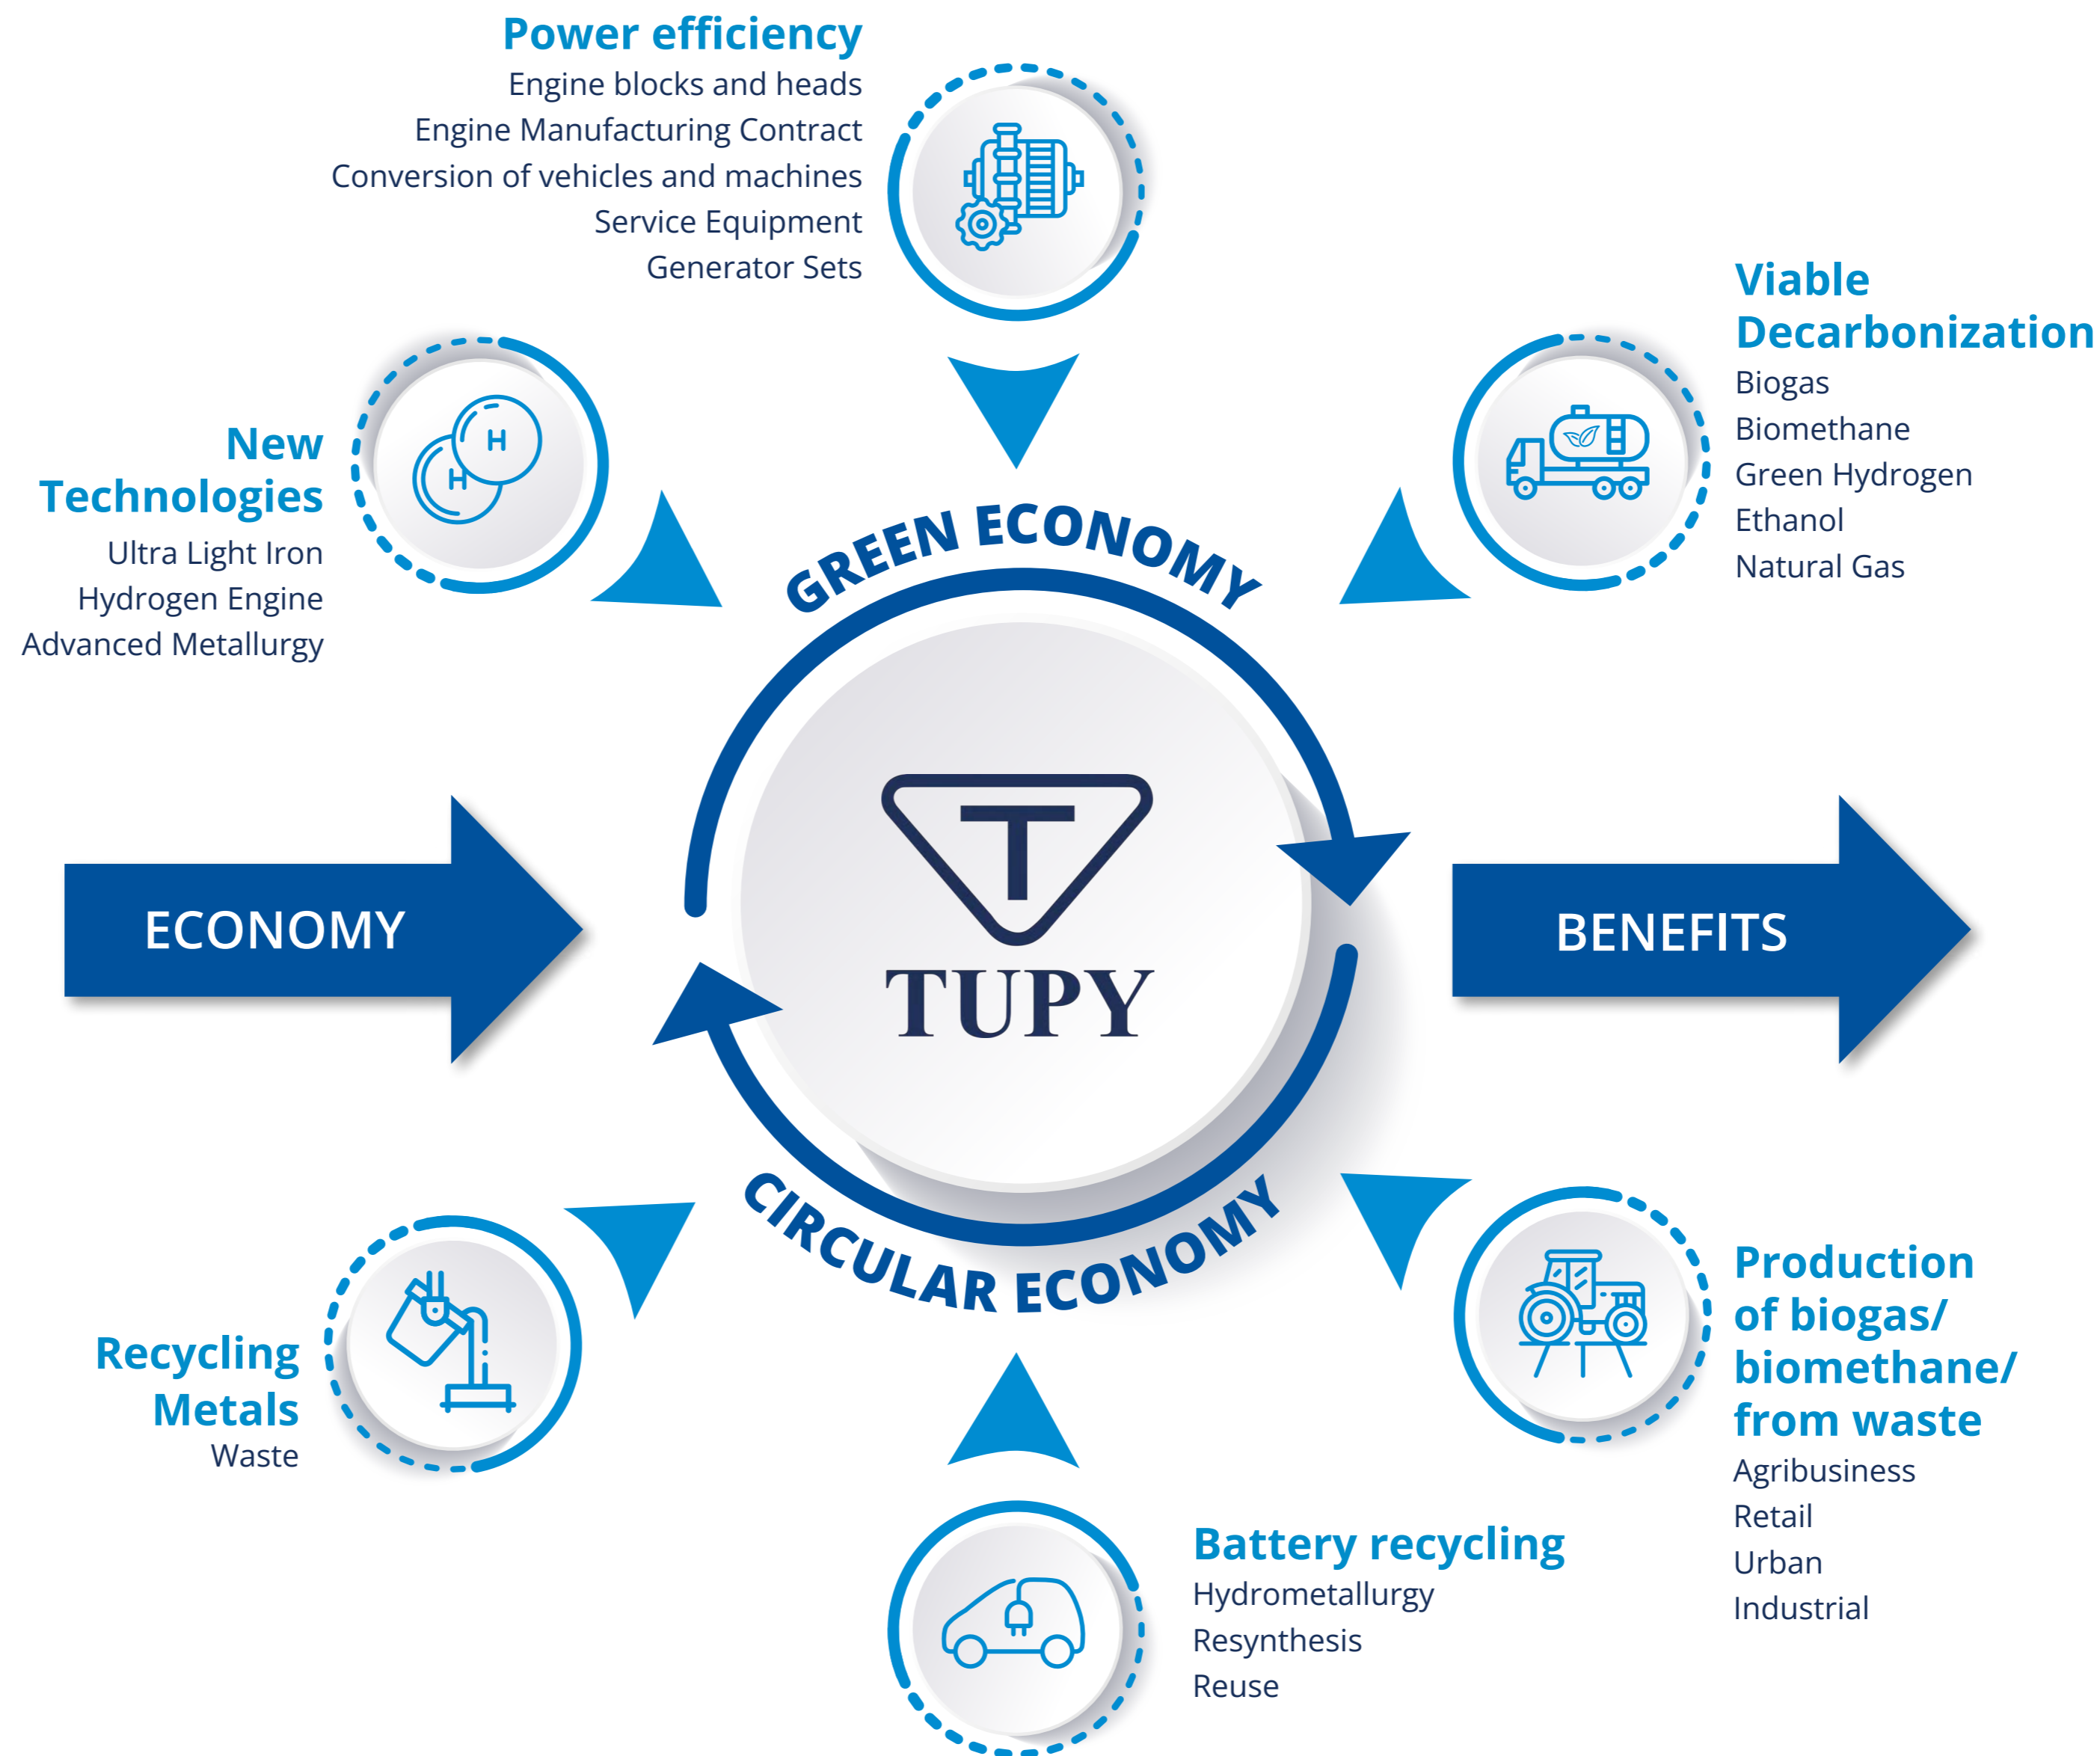 Power efficiency
Engine blocks and heads
Engine Manufacturing Contract
Conversion of vehicles and machines
Service Equipment
Generator Sets
Viable
Decarbonization
Biogas
Biomethane
Green Hydrogen
Ethanol
Natural Gas
New
Technologies
Ultra Light Iron
Hydrogen Engine
Advanced Metallurgy
H
H
GREEN ECONOMY
ECONOMY
T
TUPY
BENEFITS
CIRCULAR ECONOMY
Recycling
Metals
Waste
Battery recycling
Hydrometallurgy
Resynthesis
Reuse
Production
of biogas/
biomethane/
from waste
Agribusiness
Retail
Urban
Industrial